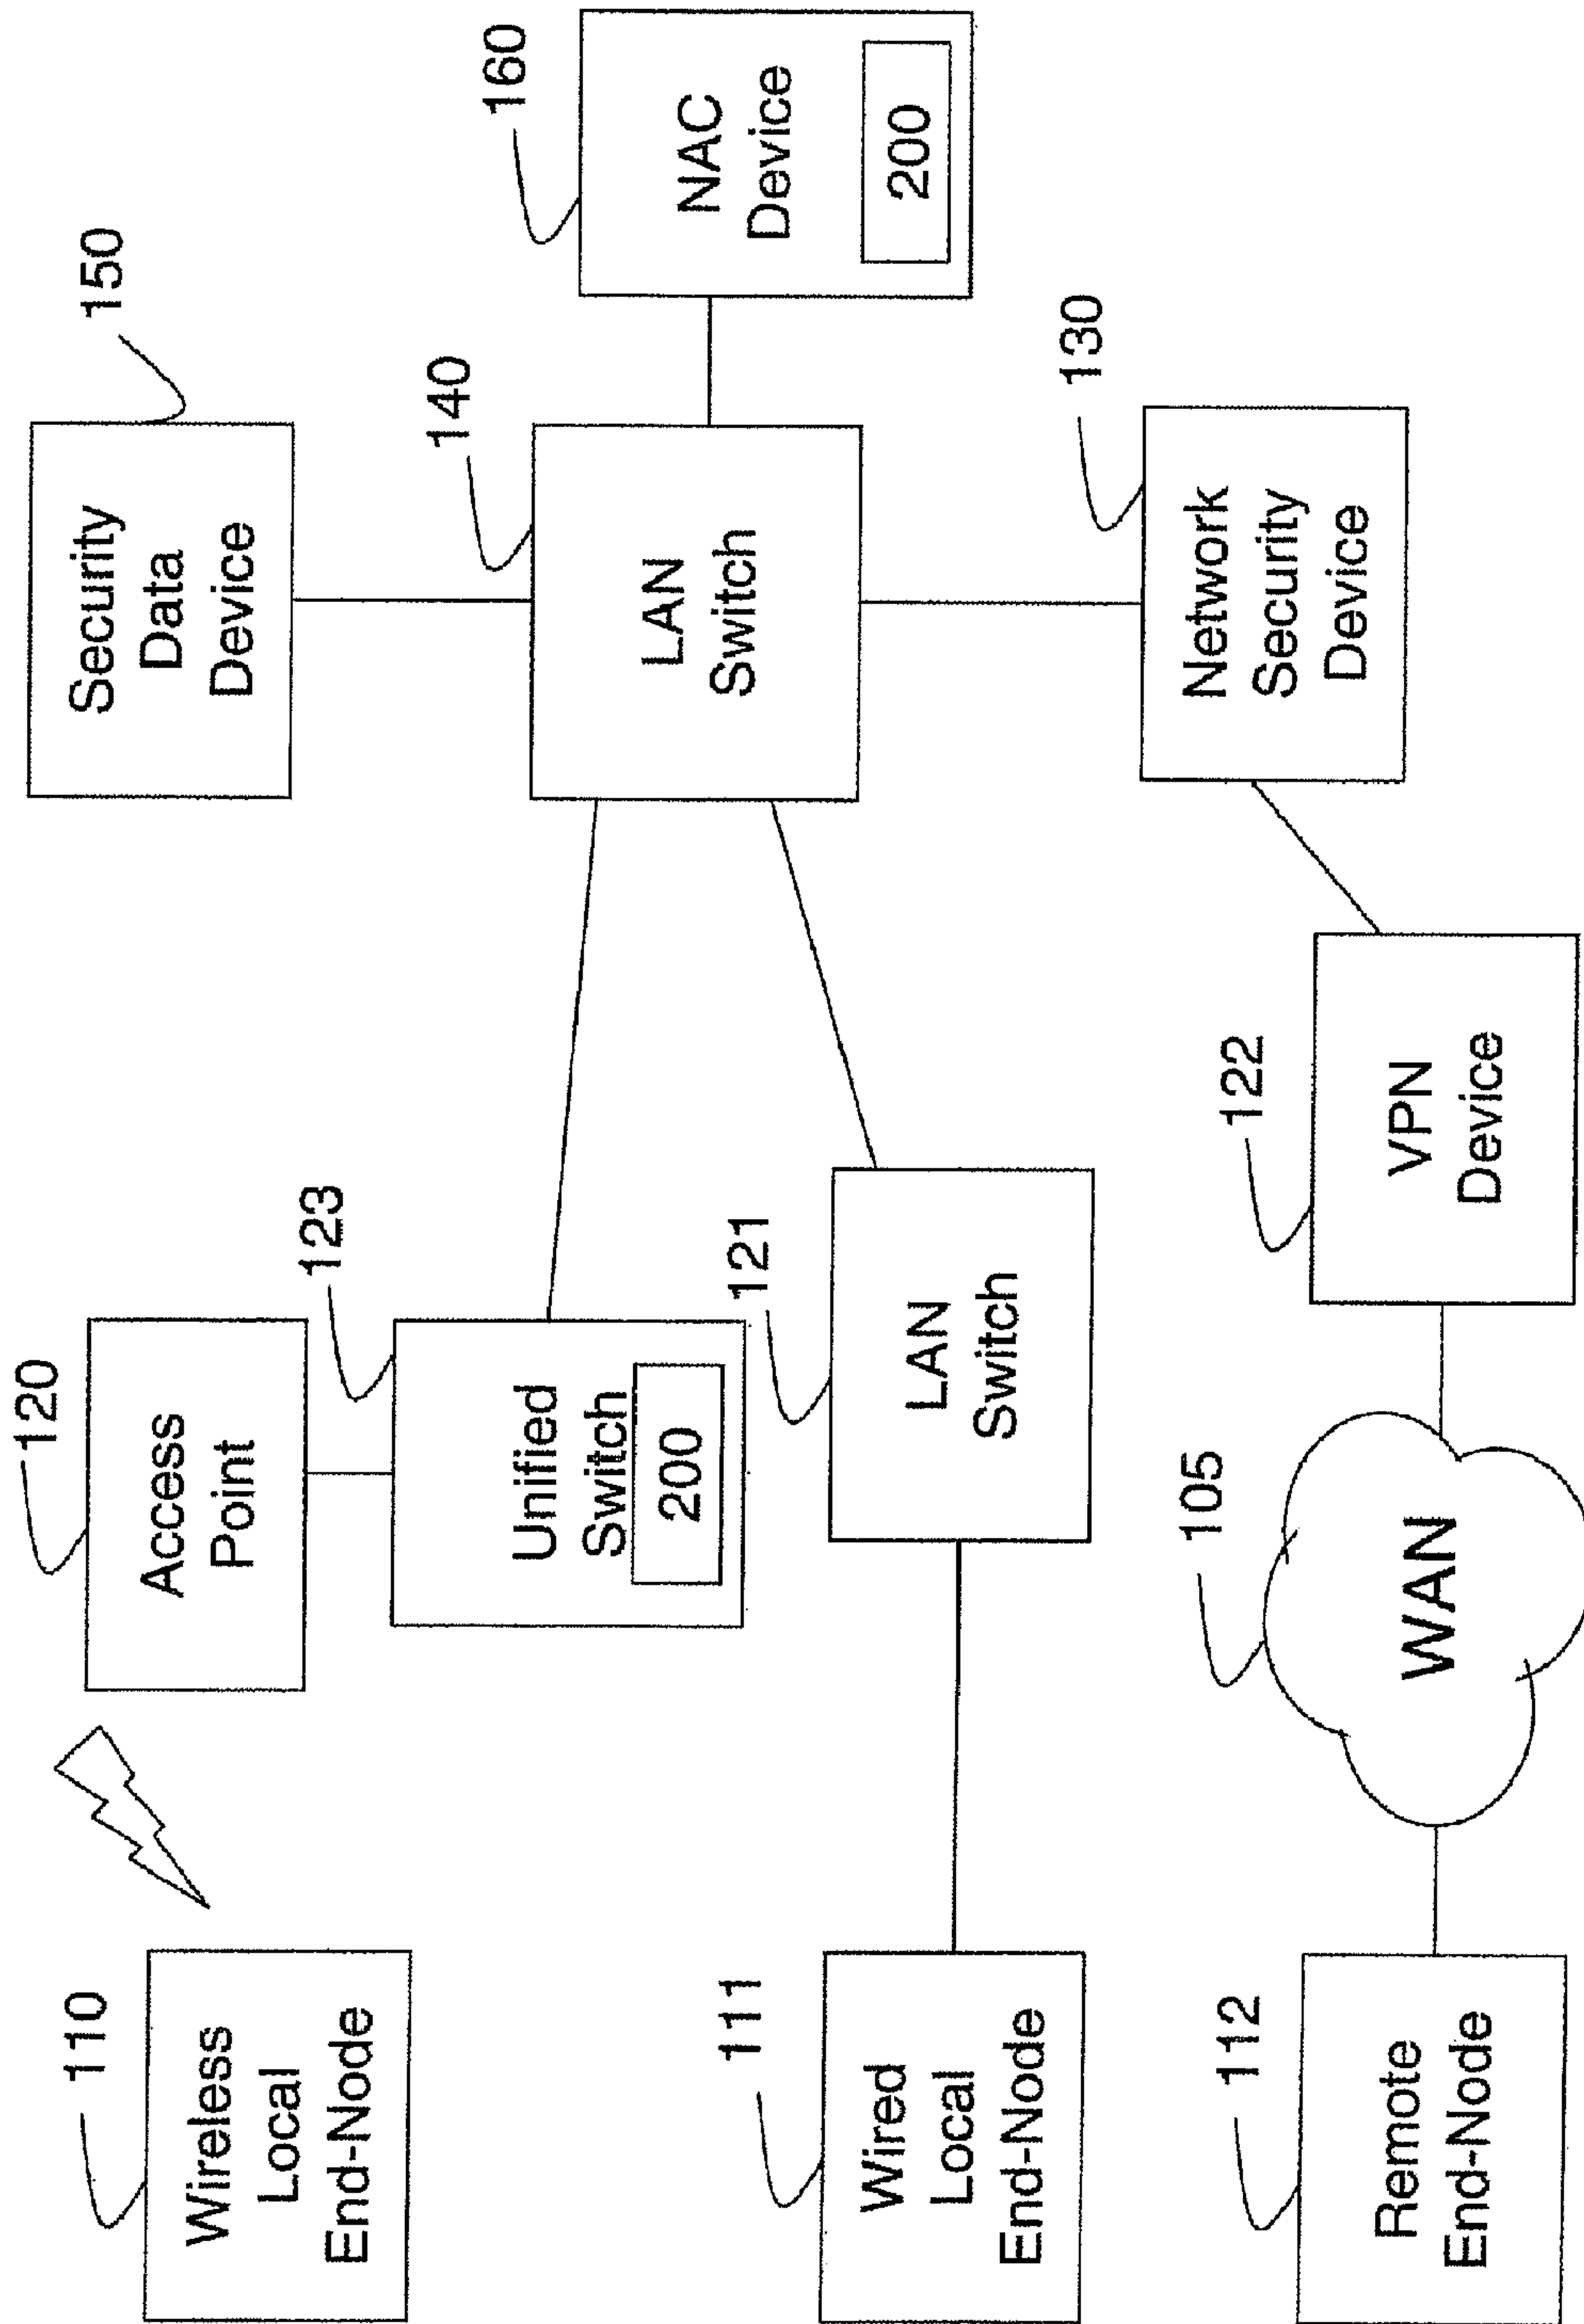 110
Wireless
Local
End-Node
120
Access
Point
123
Unified
Switch
200
150
Security
Data
Device
140
LAN
Switch
160
NAC
Device
200
111
Wired
Local
End-Node
121
LAN
Switch
130
Network
Security
Device
112
Remote
End-Node
105
WAN
122
VPN
Device